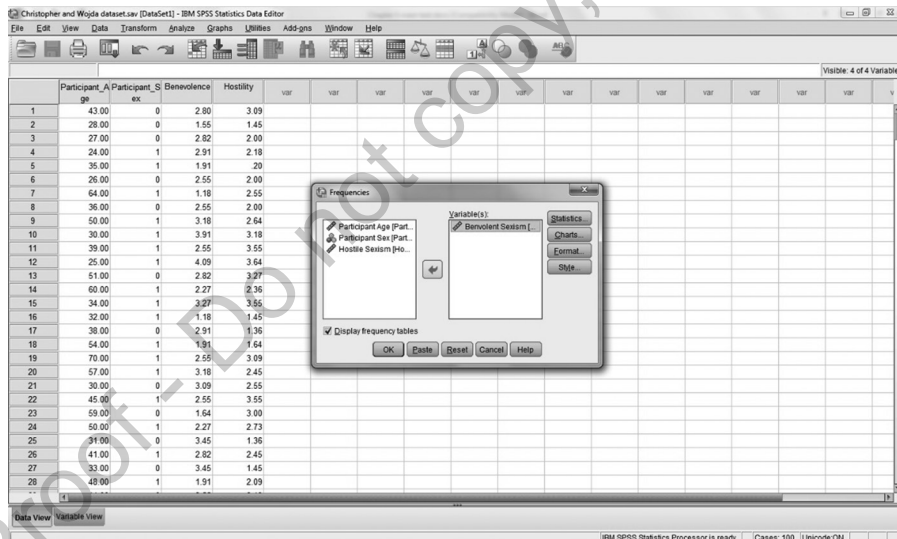 Christopher and Wojda dataset.sav [DataSet1] - IBM SPSS Statistics Data Editor
File Edit View Data Transform Analyze Graphs Utilities Add-ons Window Help
Visible: 4 of 4 Variable
Participant_Age Participant_Sex Benevolence Hostility var var var var var var var var var var var v
1 43.00 0 2.80 3.09
2 28.00 0 1.55 1.45
3 27.00 0 2.82 2.00
4 24.00 1 2.91 2.18
5 35.00 1 1.91 .20
6 26.00 0 2.55 2.00
7 64.00 1 1.18 2.55
8 36.00 0 2.55 2.00
9 50.00 1 3.18 2.64
10 30.00 1 3.91 3.18
11 39.00 1 2.55 3.55
12 25.00 1 4.09 3.64
13 51.00 0 2.82 3.27
14 60.00 1 2.27 2.36
15 34.00 1 3.27 3.55
16 32.00 1 1.18 1.45
17 38.00 0 2.91 1.36
18 54.00 1 1.91 1.64
19 70.00 1 2.55 3.09
20 57.00 1 3.18 2.45
21 30.00 0 3.09 2.55
22 45.00 1 2.55 3.55
23 59.00 0 1.64 3.00
24 50.00 1 2.27 2.73
25 31.00 0 3.45 1.36
26 41.00 1 2.82 2.45
27 33.00 0 3.45 1.45
28 48.00 1 1.91 2.09
Frequencies
Variable(s):
Participant Age [Part...
Participant Sex [Part...
Hostile Sexism [Ho...
Benvolent Sexism [...
Statistics...
Charts...
Format...
Style...
Display frequency tables
OK Paste Reset Cancel Help
Data View Variable View
IBM SPSS Statistics Processor is ready Cases: 100 Unicode:ON
Proof - Do not copy,